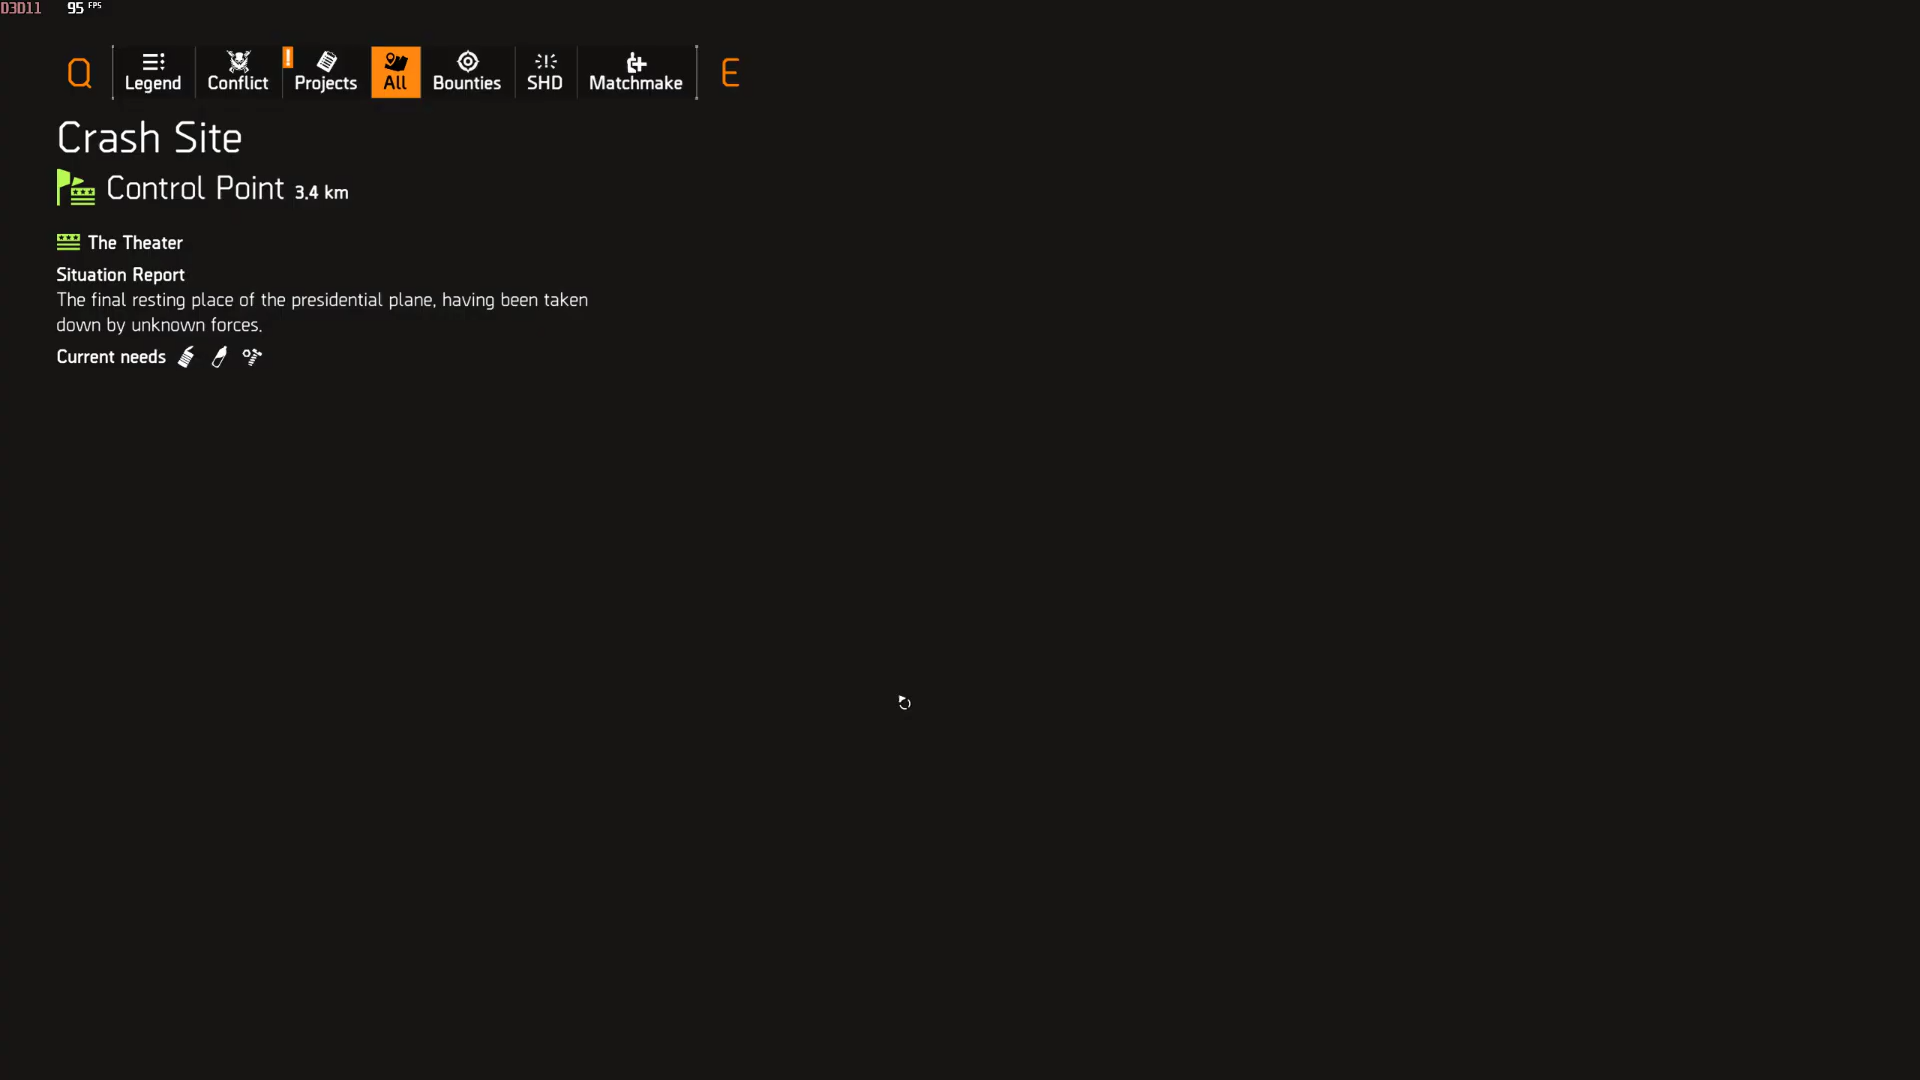 D3D11 95 FPS
Q Legend Conflict ! Projects All Bounties SHD Matchmake E
Crash Site
Control Point 3.4 km
The Theater
Situation Report
The final resting place of the presidential plane, having been taken
down by unknown forces.
Current needs